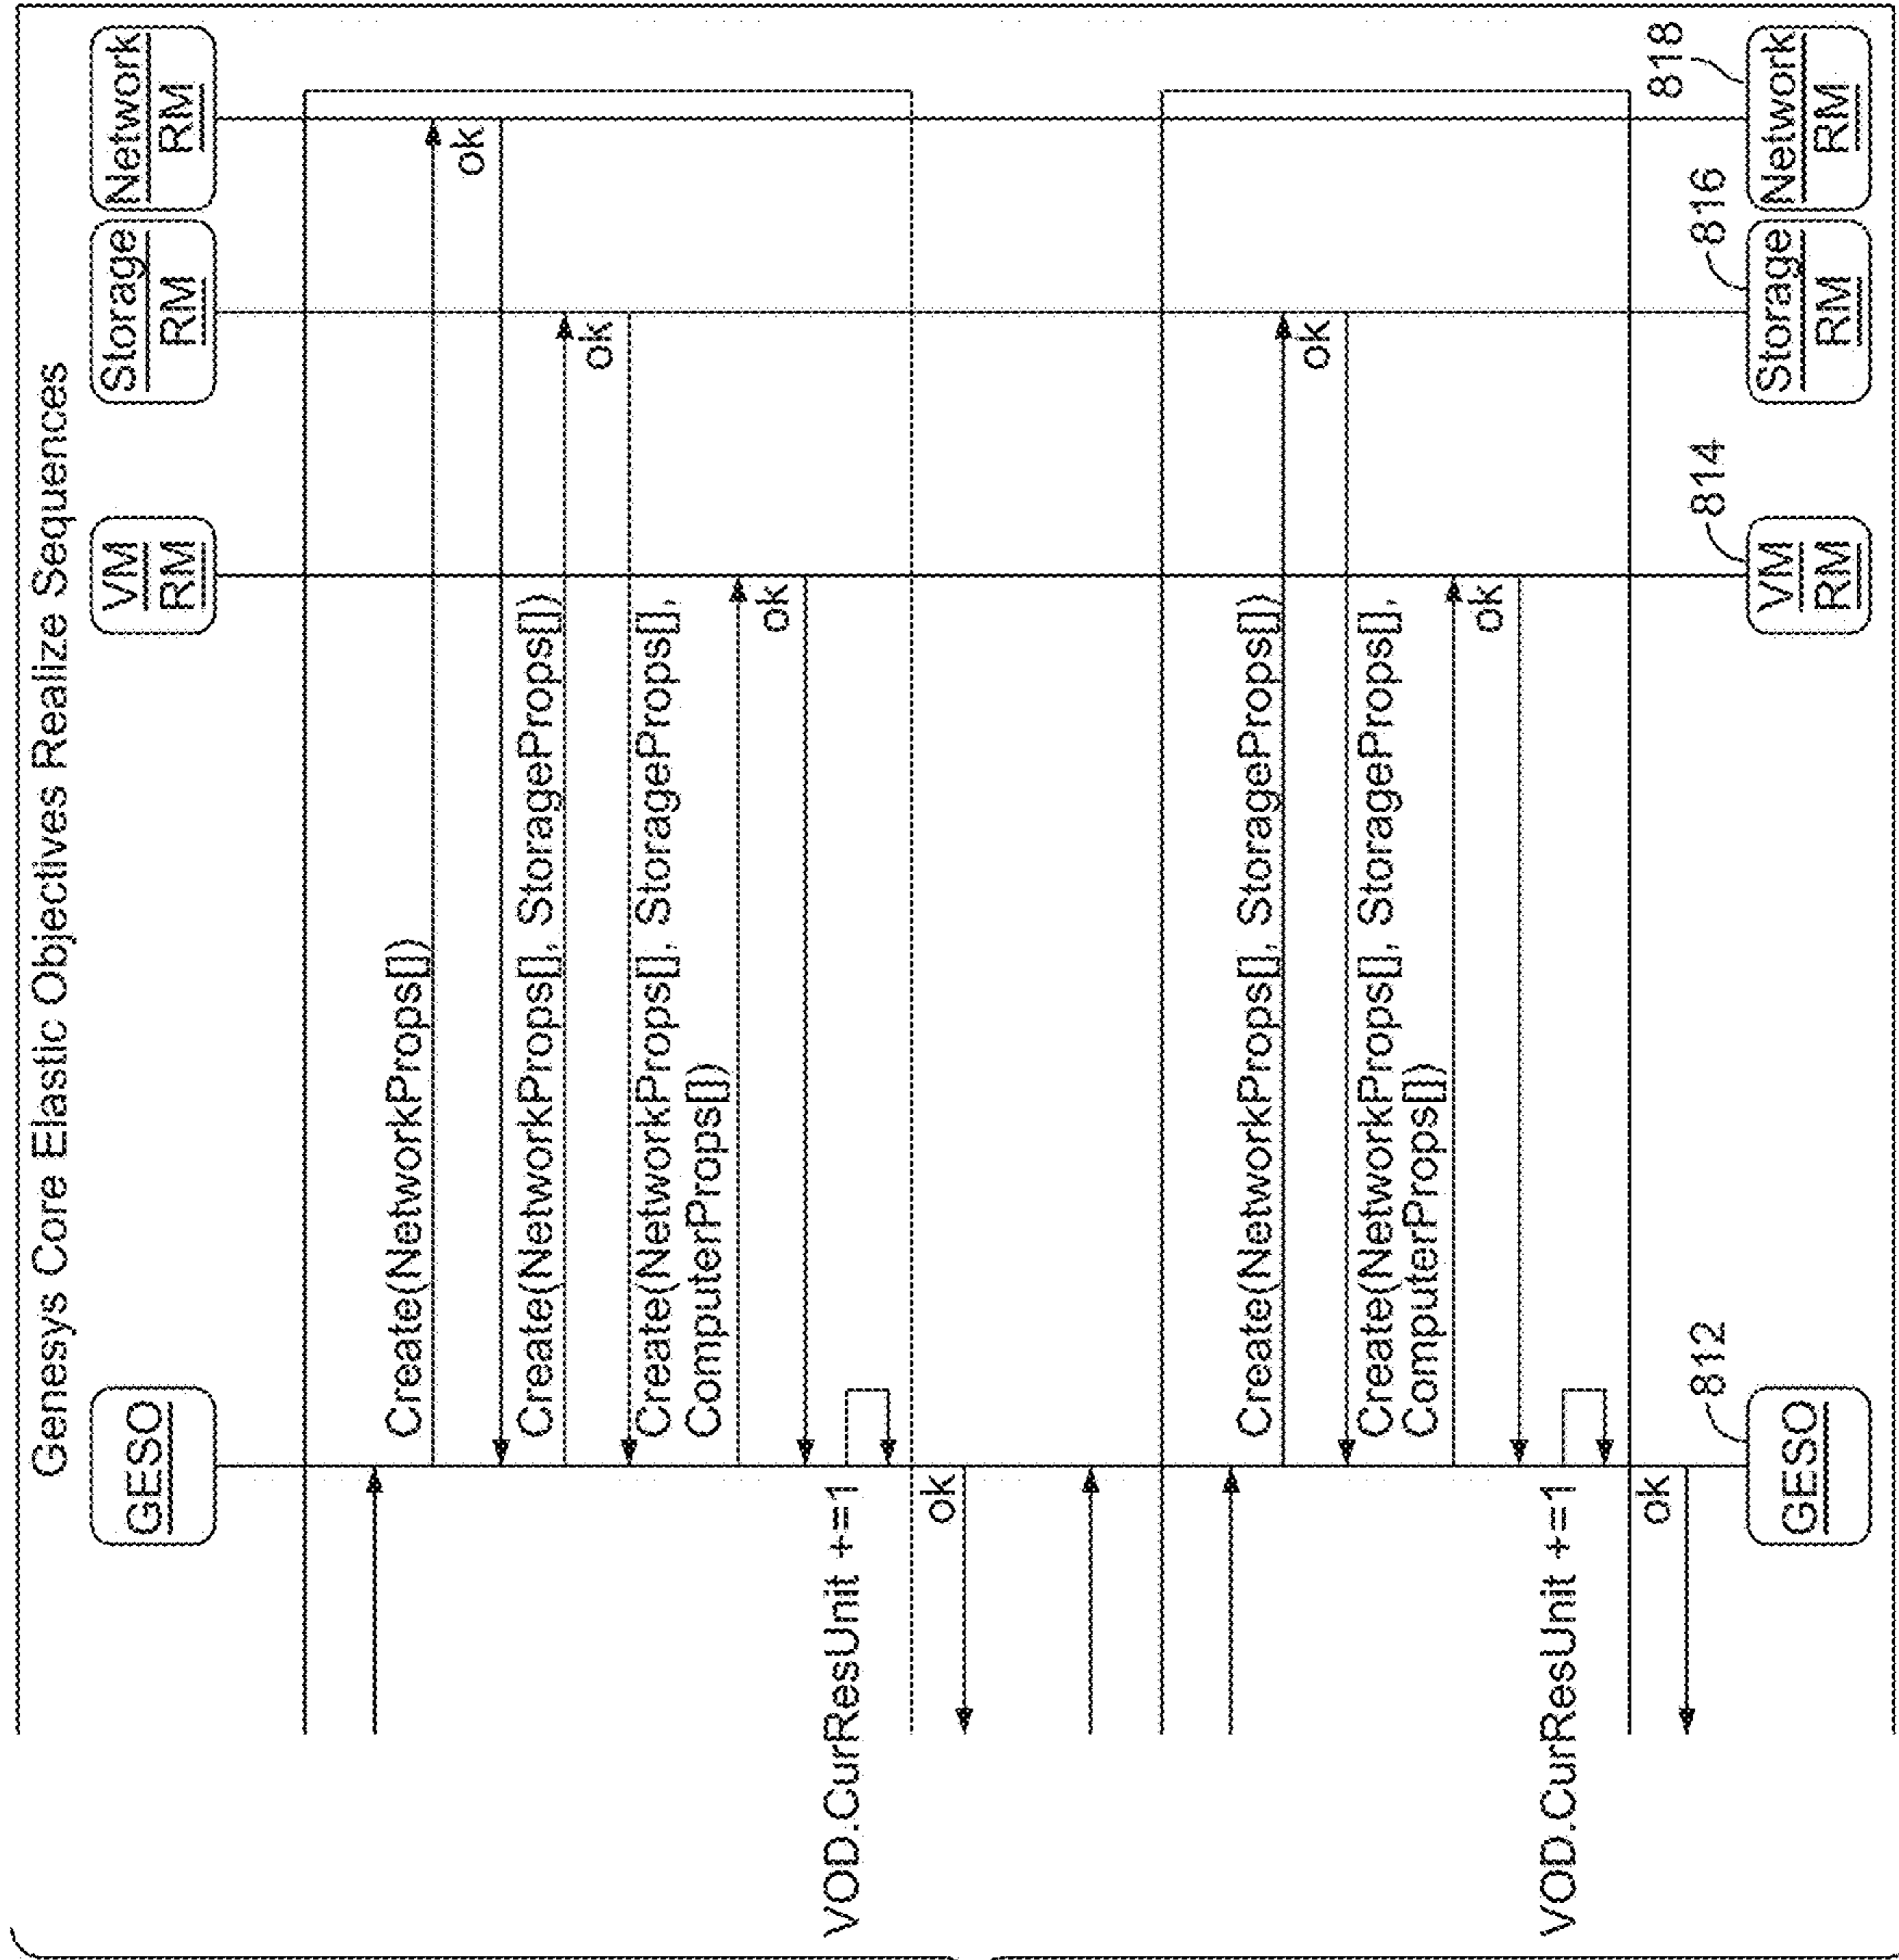 Genesys Core Elastic Objectives Realize Sequences
GESO
VM
RM
Storage
RM
Network
RM
Create(NetworkProps[])
ok
Create(NetworkProps[], StorageProps[])
ok
Create(NetworkProps[], StorageProps[],
ComputerProps[])
ok
VOD.CurResUnit +=1
ok
Create(NetworkProps[], StorageProps[])
ok
Create(NetworkProps[], StorageProps[],
ComputerProps[])
ok
VOD.CurResUnit +=1
ok
812
814
816
818
GESO
VM
RM
Storage
RM
Network
RM